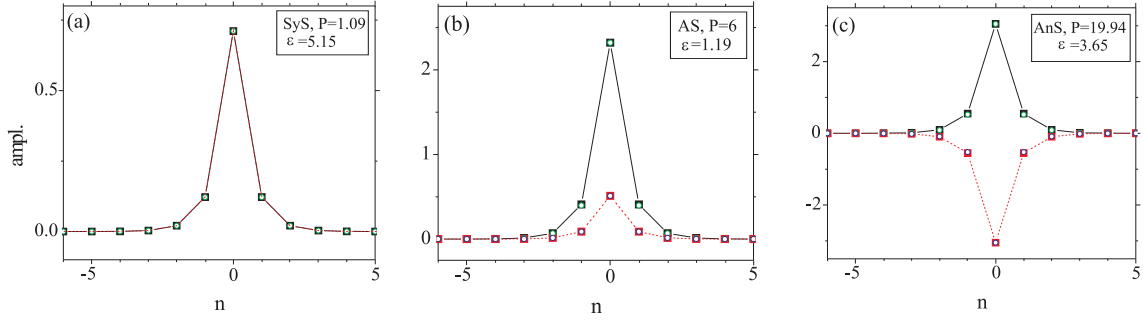 (a)
SyS, P=1.09
ε=5.15
0.5
0.0
ampl.
-5
0
5
n
(b)
AS, P=6
ε=1.19
2
1
0
-5
0
5
n
(c)
AnS, P=19.94
ε=3.65
2
0
-2
-5
0
5
n